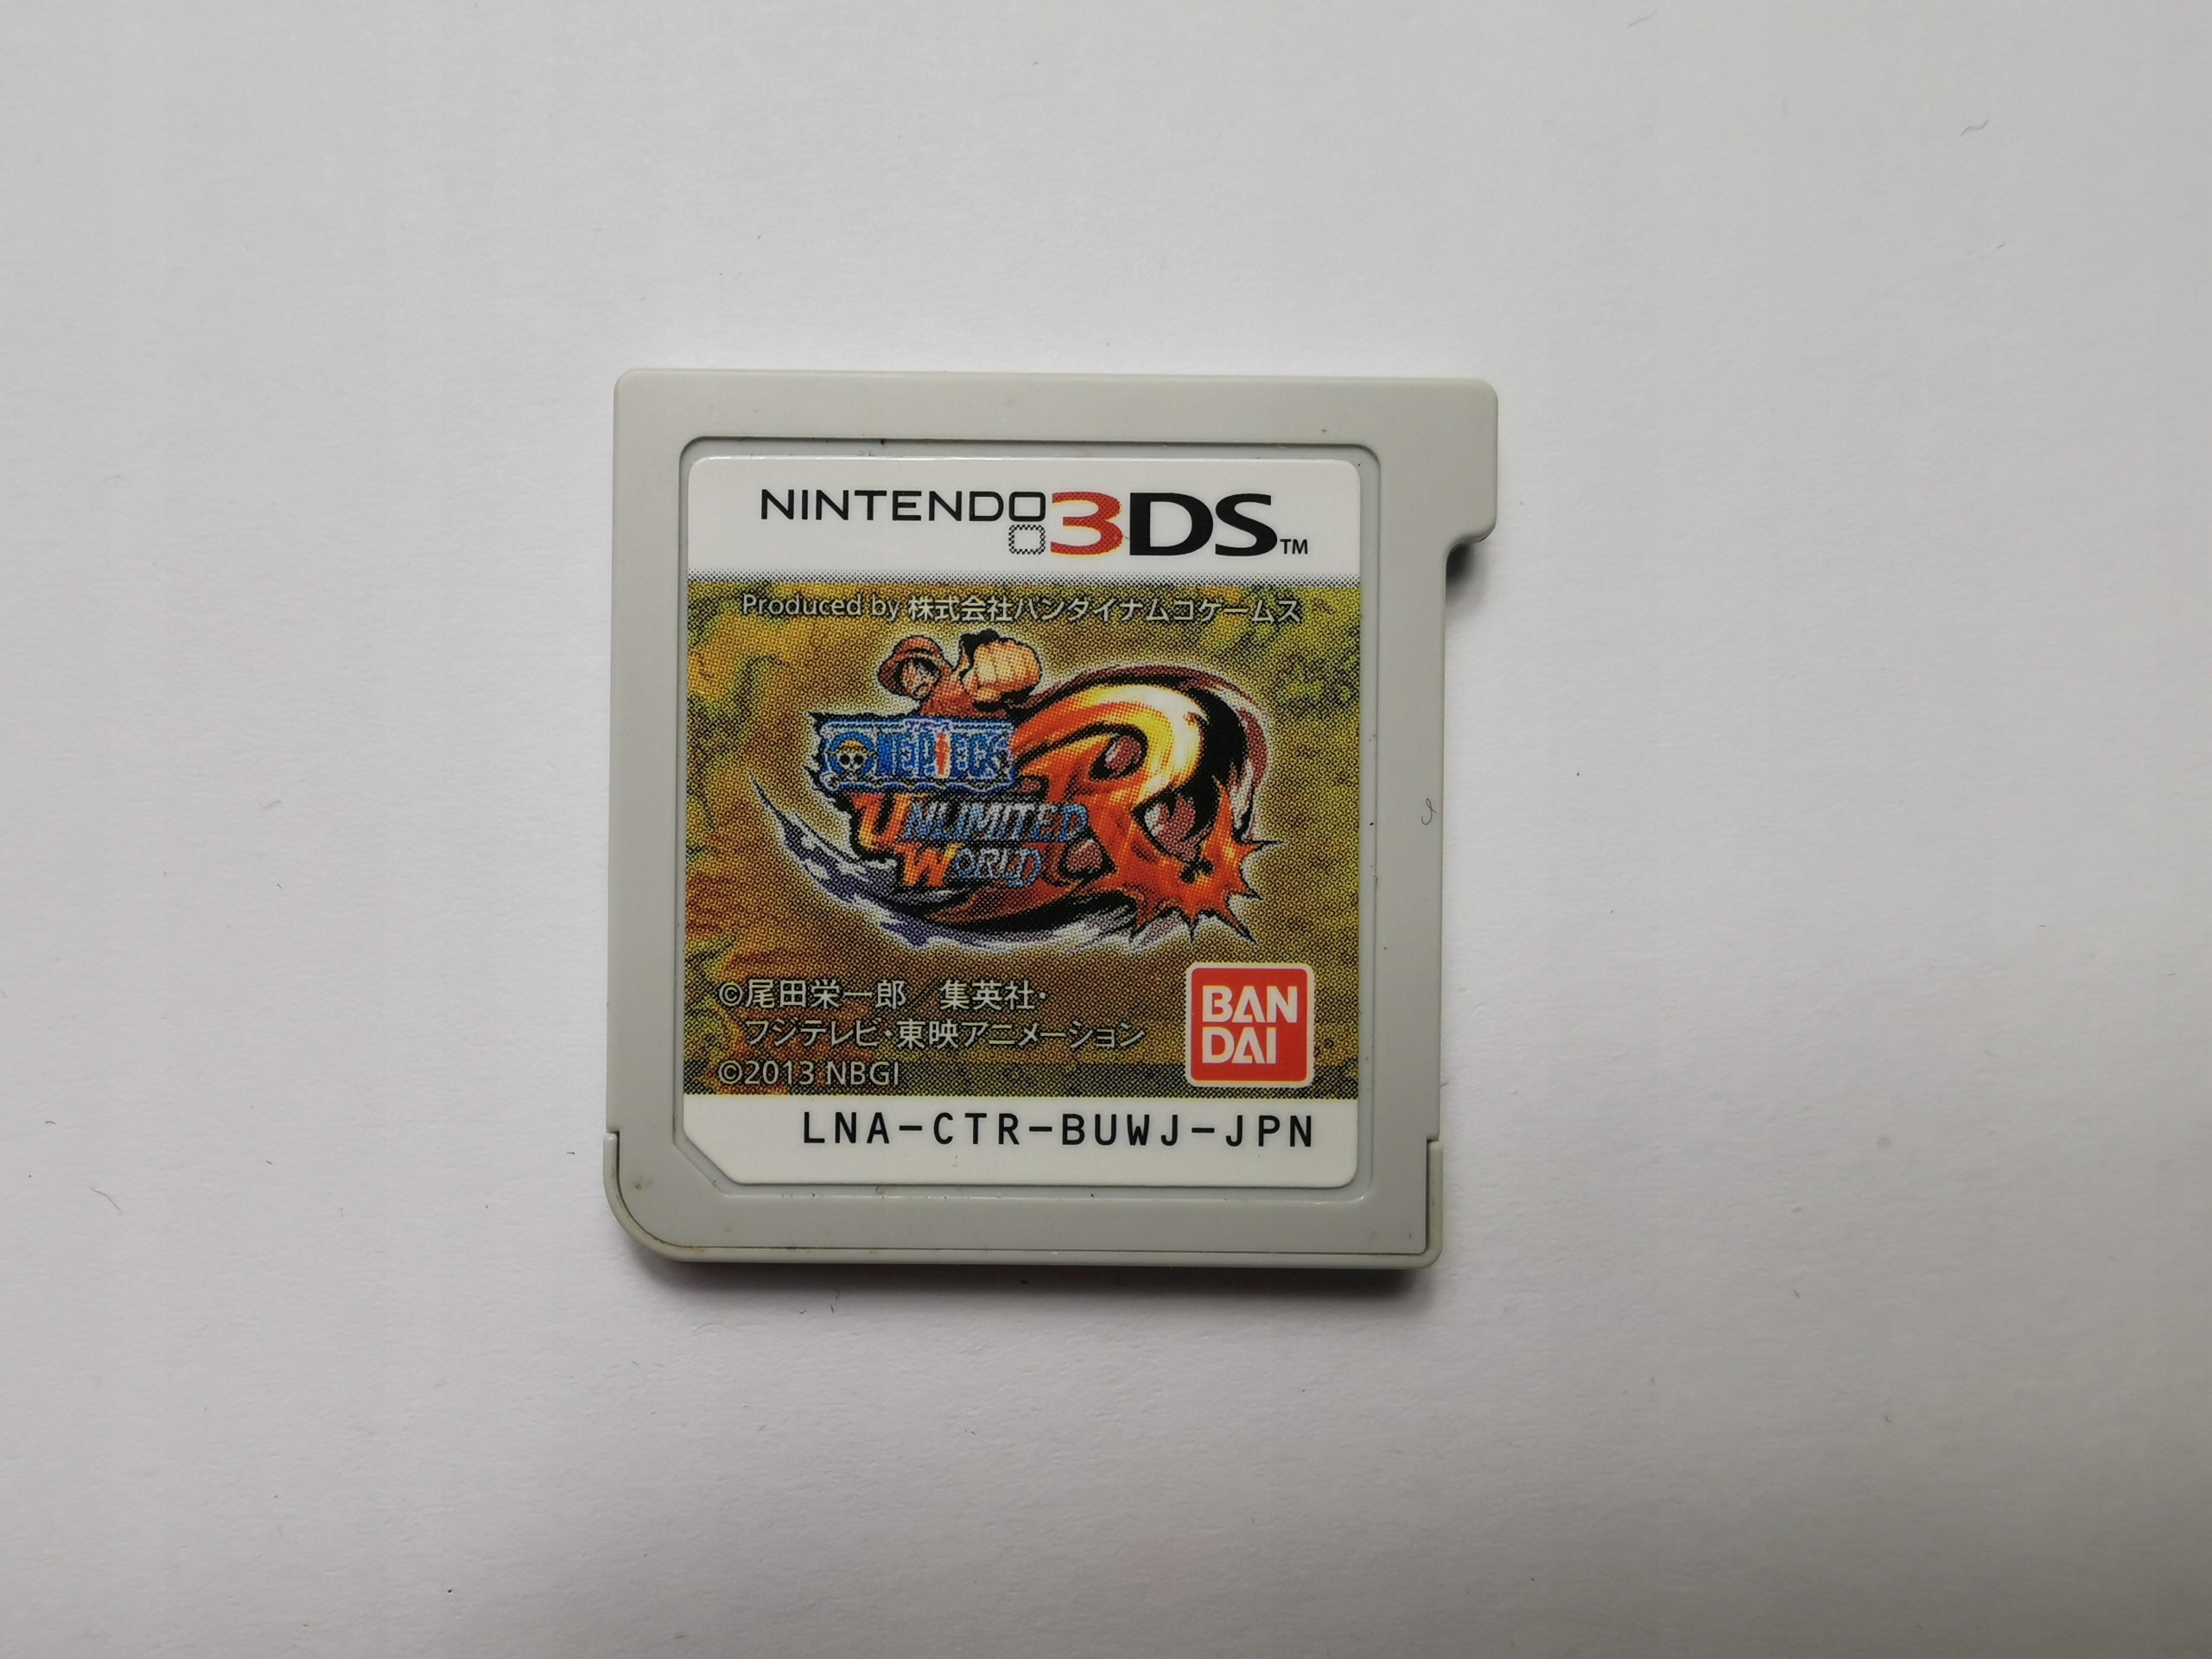 NINTENDO 3DS™
Produced by 株式会社バンダイナムコゲームス
ONE PIECE
UNLIMITED
WORLD
R
©尾田栄一郎 集英社・
フジテレビ・東映アニメーション
©2013 NBGI
BAN
DAI
LNA-CTR-BUWJ-JPN